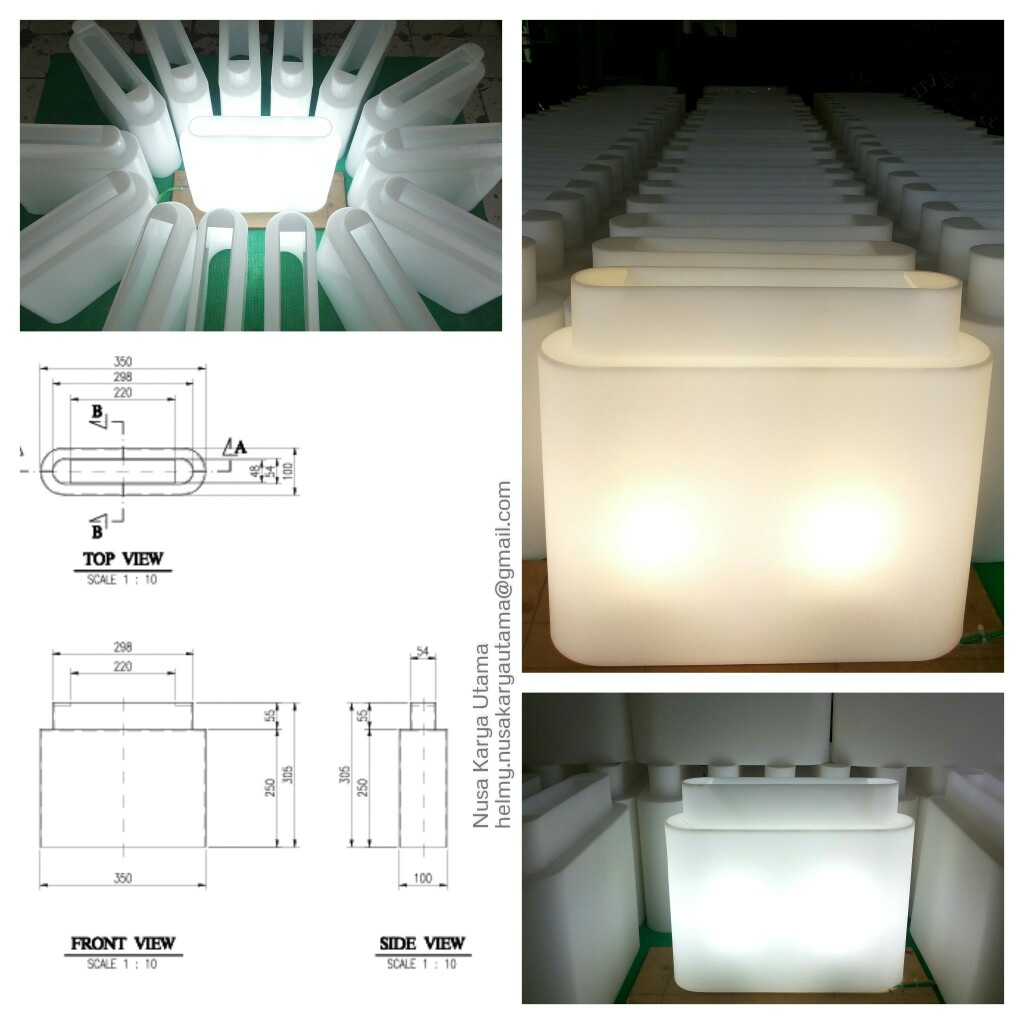 350
298
220
B
A
48
54
100
B
TOP VIEW
SCALE 1 : 10
298
220
55
250
305
350
FRONT VIEW
SCALE 1 : 10
54
305
55
250
100
SIDE VIEW
SCALE 1 : 10
Nusa Karya Utama
helmy.nusakaryautama@gmail.com